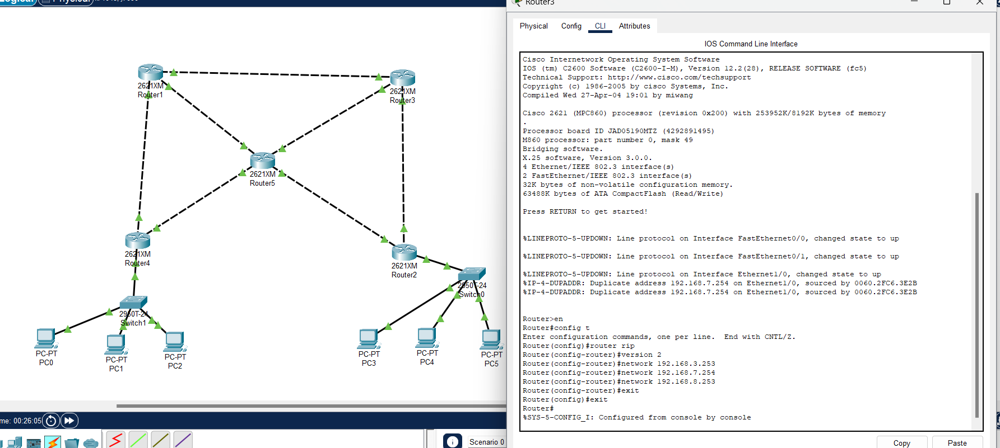 Logical
Physical
Router3
Physical
Config
CLI
Attributes
IOS Command Line Interface
Cisco Internetwork Operating System Software
IOS (tm) C2600 Software (C2600-I-M), Version 12.2(28), RELEASE SOFTWARE (fc5)
Technical Support: http://www.cisco.com/techsupport
Copyright (c) 1986-2005 by cisco Systems, Inc.
Compiled Wed 27-Apr-04 19:01 by miwang
Cisco 2621 (MPC860) processor (revision 0x200) with 253952K/8192K bytes of memory
.
Processor board ID JAD05190MTZ (4292891495)
M860 processor: part number 0, mask 49
Bridging software.
X.25 software, Version 3.0.0.
4 Ethernet/IEEE 802.3 interface(s)
2 FastEthernet/IEEE 802.3 interface(s)
32K bytes of non-volatile configuration memory.
63488K bytes of ATA CompactFlash (Read/Write)
Press RETURN to get started!
%LINEPROTO-5-UPDOWN: Line protocol on Interface FastEthernet0/0, changed state to up
%LINEPROTO-5-UPDOWN: Line protocol on Interface FastEthernet0/1, changed state to up
%LINEPROTO-5-UPDOWN: Line protocol on Interface Ethernet1/0, changed state to up
%IP-4-DUPADDR: Duplicate address 192.168.7.254 on Ethernet1/0, sourced by 0060.2FC6.3E2B
%IP-4-DUPADDR: Duplicate address 192.168.7.254 on Ethernet1/0, sourced by 0060.2FC6.3E2B
Router>en
Router#config t
Enter configuration commands, one per line.  End with CNTL/Z.
Router(config)#router rip
Router(config-router)#version 2
Router(config-router)#network 192.168.3.253
Router(config-router)#network 192.168.7.254
Router(config-router)#network 192.168.8.253
Router(config-router)#exit
Router(config)#exit
Router#
%SYS-5-CONFIG_I: Configured from console by console
Copy
Paste
2621XM
Router1
2621XM
Router3
2621XM
Router5
2621XM
Router4
2621XM
Router2
2950T-24
Switch0
2950T-24
Switch1
PC-PT
PC0
PC-PT
PC1
PC-PT
PC2
PC-PT
PC3
PC-PT
PC4
PC-PT
PC5
me: 00:26:05
Scenario 0